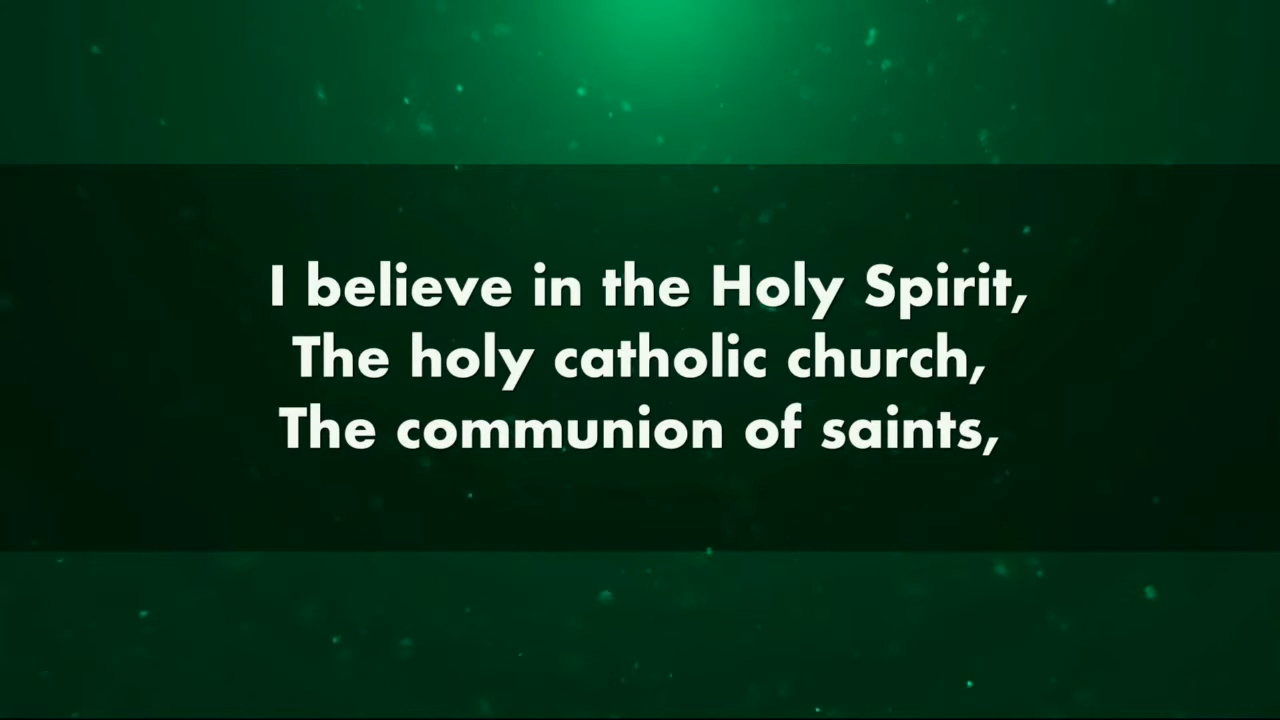 I believe in the Holy Spirit,
The holy catholic church,
The communion of saints,